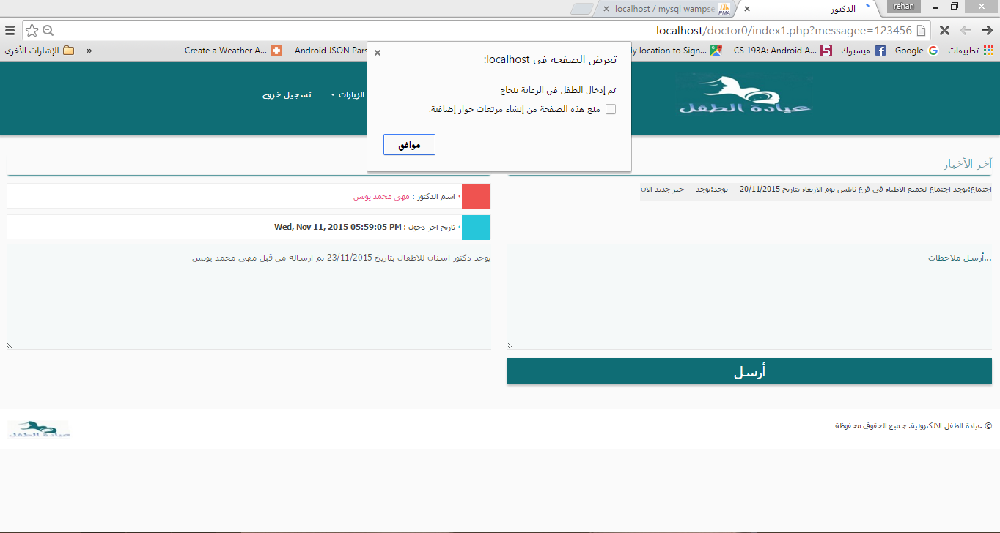 rehan
الدكتور
localhost / mysql wampse
localhost/doctor0/index1.php?messagee=123456
تطبيقات
Google
فيسبوك
CS 193A: Android A...
ly location to Sign...
Android JSON Pars
Create a Weather A...
»
الإشارات الأخرى
تعرض الصفحة في localhost:
تم إدخال الطفل في الرعاية بنجاح
منع هذه الصفحة من إنشاء مربّعات حوار إضافية.
موافق
عيادة الطفل
الزيارات
تسجيل خروج
آخر الأخبار
اجتماع:يوجد اجتماع لجميع الاطباء في فرع نابلس يوم الاربعاء بتاريخ 20/11/2015 يوجد:يوجد خبر جديد الان
اسم الدكتور : مهى محمد يونس
تاريخ اخر دخول : Wed, Nov 11, 2015 05:59:05 PM
...أرسل ملاحظات
يوجد دكتور اسنان للاطفال بتاريخ 23/11/2015 تم ارساله من قبل مهى محمد يونس
أرسل
© عيادة الطفل الالكترونية. جميع الحقوق محفوظة
عيادة الطفل